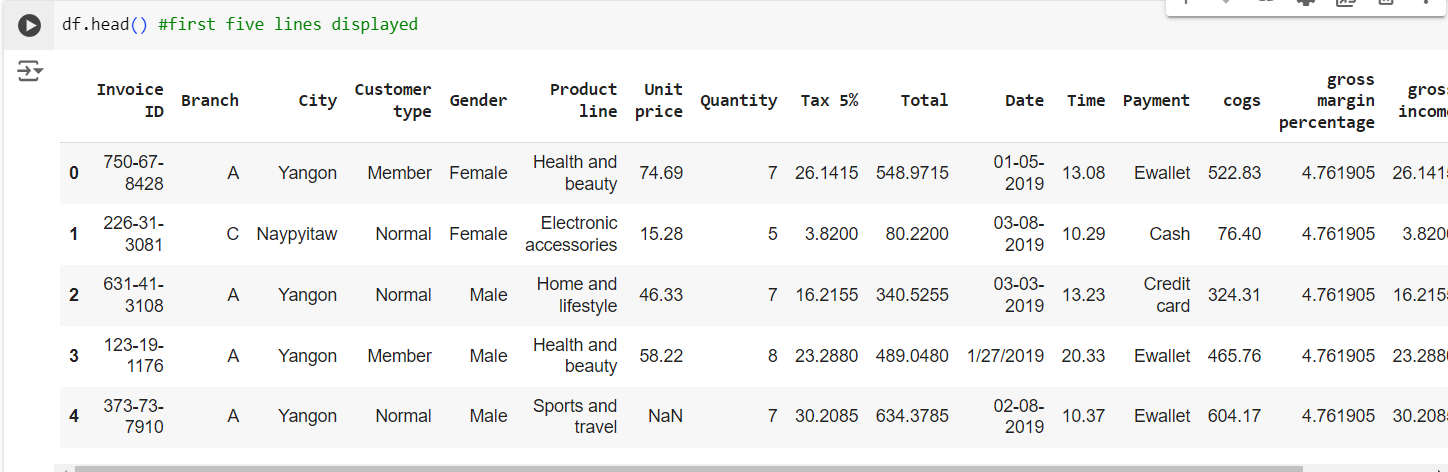 df.head() #first five lines displayed
Invoice ID Branch City Customer type Gender Product line Unit price Quantity Tax 5% Total Date Time Payment cogs gross margin percentage
0 750-67-8428 A Yangon Member Female Health and beauty 74.69 7 26.1415 548.9715 01-05-2019 13.08 Ewallet 522.83 4.761905
1 226-31-3081 C Naypyitaw Normal Female Electronic accessories 15.28 5 3.8200 80.2200 03-08-2019 10.29 Cash 76.40 4.761905
2 631-41-3108 A Yangon Normal Male Home and lifestyle 46.33 7 16.2155 340.5255 03-03-2019 13.23 Credit card 324.31 4.761905
3 123-19-1176 A Yangon Member Male Health and beauty 58.22 8 23.2880 489.0480 1/27/2019 20.33 Ewallet 465.76 4.761905
4 373-73-7910 A Yangon Normal Male Sports and travel NaN 7 30.2085 634.3785 02-08-2019 10.37 Ewallet 604.17 4.761905